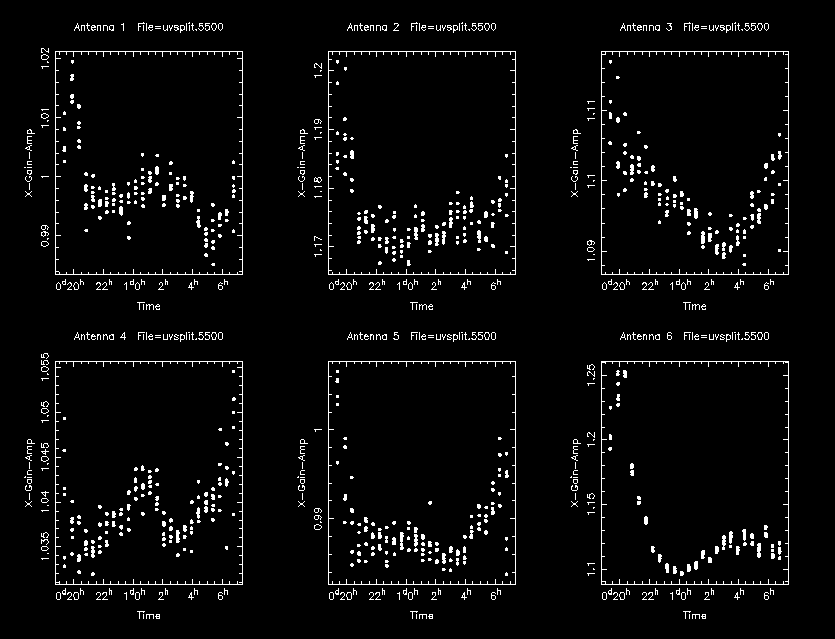 Antenna 1 File=uvsplit.5500
Antenna 2 File=uvsplit.5500
Antenna 3 File=uvsplit.5500
X-Gain-Amp
1.02
1.01
1
0.99
0d20h 22h 1d0h 2h 4h 6h
Time
X-Gain-Amp
1.2
1.19
1.18
1.17
0d20h 22h 1d0h 2h 4h 6h
Time
X-Gain-Amp
1.11
1.1
1.09
0d20h 22h 1d0h 2h 4h 6h
Time
Antenna 4 File=uvsplit.5500
Antenna 5 File=uvsplit.5500
Antenna 6 File=uvsplit.5500
X-Gain-Amp
1.055
1.05
1.045
1.04
1.035
0d20h 22h 1d0h 2h 4h 6h
Time
X-Gain-Amp
1
0.99
0d20h 22h 1d0h 2h 4h 6h
Time
X-Gain-Amp
1.25
1.2
1.15
1.1
0d20h 22h 1d0h 2h 4h 6h
Time